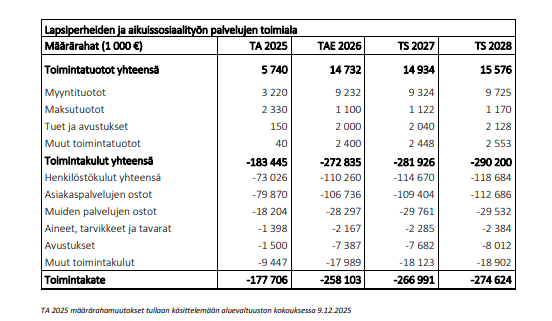 Lapsiperheiden ja aikuissosiaalityön palvelujen toimiala
Määrärahat (1 000 €) TA 2025 TAE 2026 TS 2027 TS 2028
Toimintatuotot yhteensä 5 740 14 732 14 934 15 576
Myyntituotot 3 220 9 232 9 324 9 725
Maksutuotot 2 330 1 100 1 122 1 170
Tuet ja avustukset 150 2 000 2 040 2 128
Muut toimintatuotot 40 2 400 2 448 2 553
Toimintakulut yhteensä -183 445 -272 835 -281 926 -290 200
Henkilöstökulut yhteensä -73 026 -110 260 -114 670 -118 684
Asiakaspalvelujen ostot -79 870 -106 736 -109 404 -112 686
Muiden palvelujen ostot -18 204 -28 297 -29 761 -29 532
Aineet, tarvikkeet ja tavarat -1 398 -2 167 -2 285 -2 384
Avustukset -1 500 -7 387 -7 682 -8 012
Muut toimintakulut -9 447 -17 989 -18 123 -18 902
Toimintakate -177 706 -258 103 -266 991 -274 624
TA 2025 määrärahamuutokset tullaan käsittelemään aluevaltuuston kokouksessa 9.12.2025